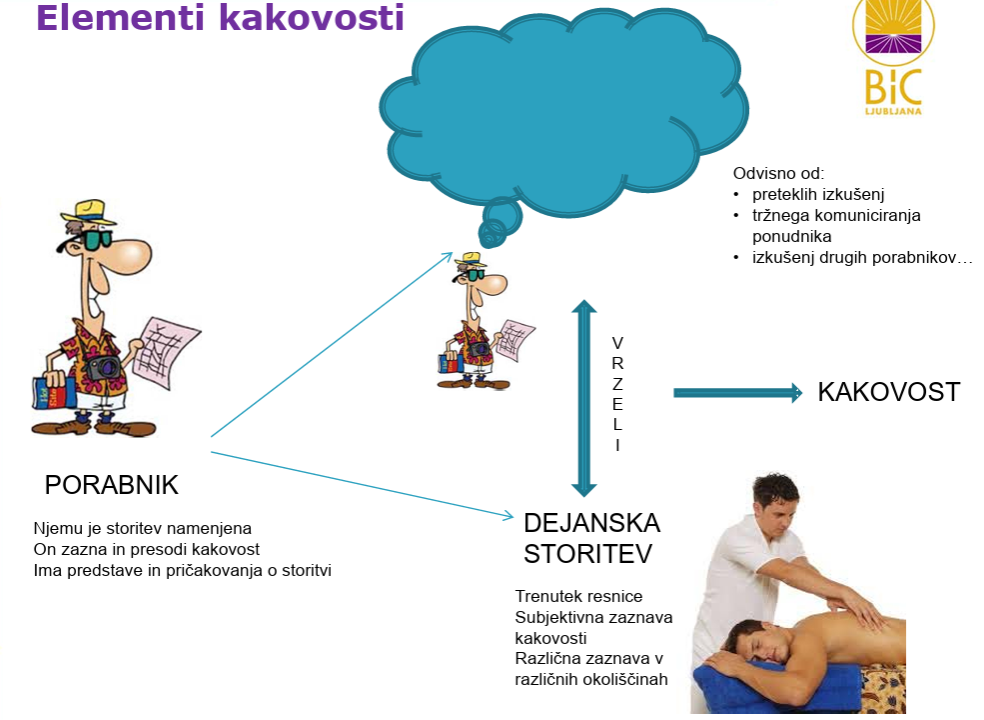 Elementi kakovosti
BiC
LJUBLJANA
Odvisno od:
• preteklih izkušenj
• tržnega komuniciranja
ponudnika
• izkušenj drugih porabnikov…
V
R
Z
E
L
I
KAKOVOST
PORABNIK
Njemu je storitev namenjena
On zazna in presodi kakovost
Ima predstave in pričakovanja o storitvi
DEJANSKA
STORITEV
Trenutek resnice
Subjektivna zaznava
kakovosti
Različna zaznava v
različnih okoliščinah